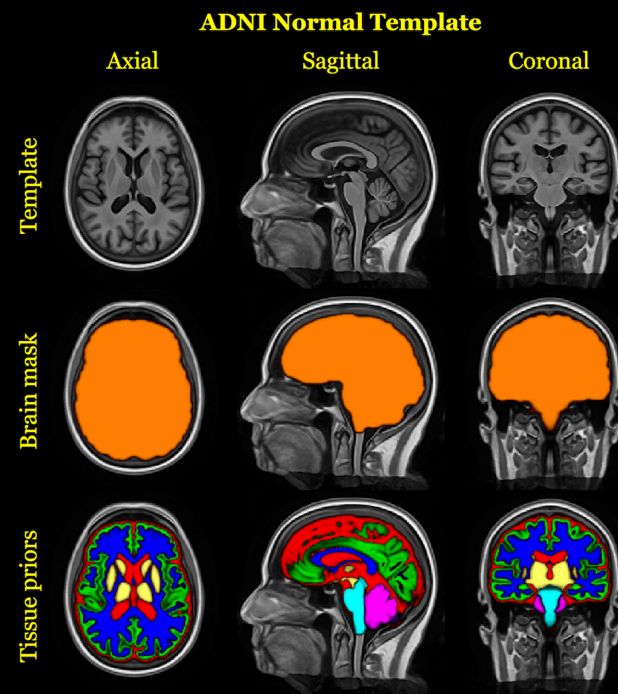 ADNI Normal Template
Axial
Sagittal
Coronal
Template
Brain mask
Tissue priors